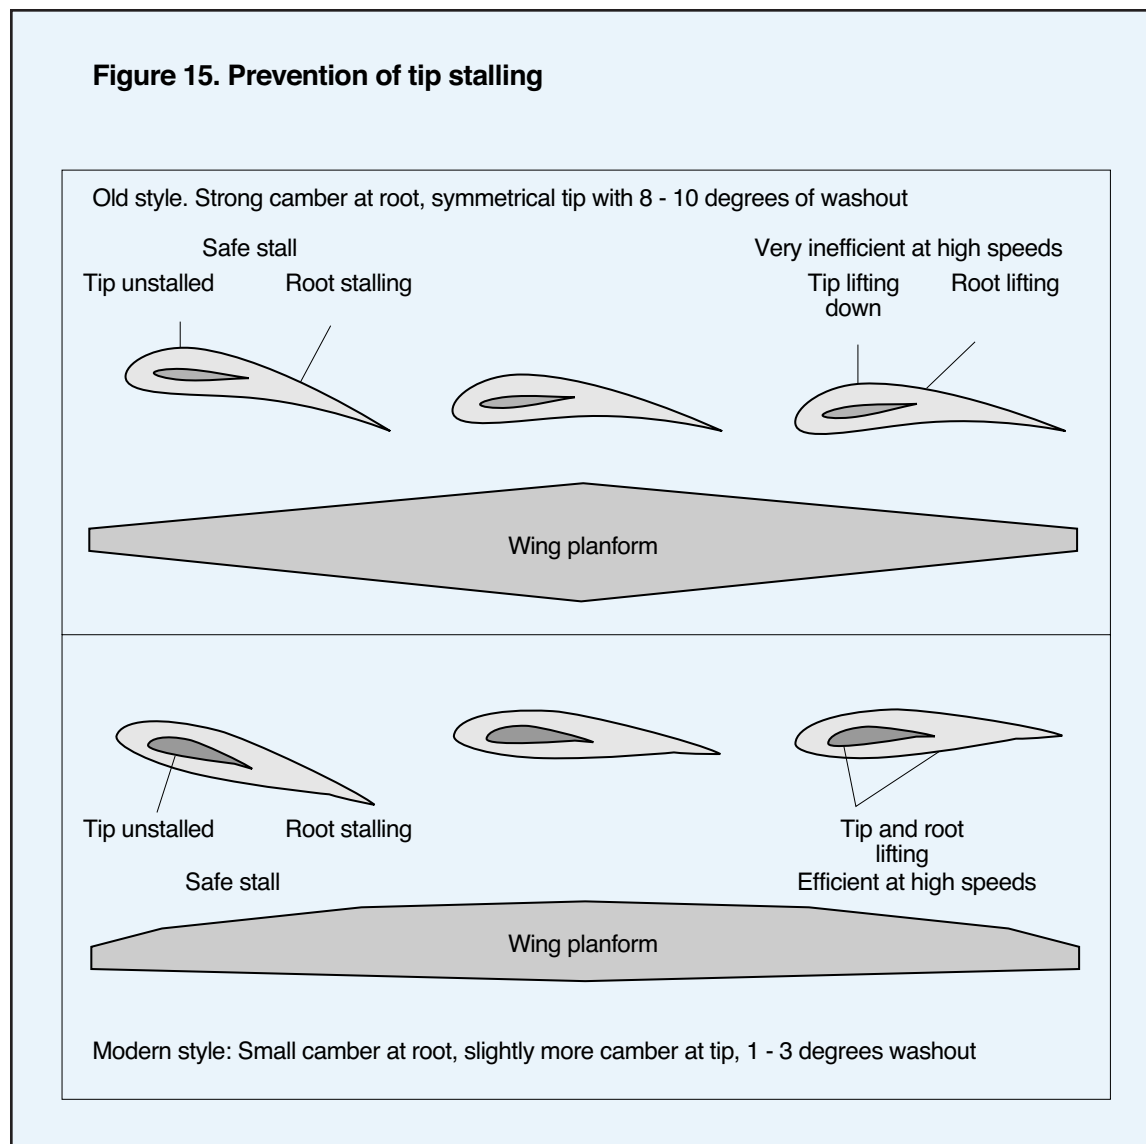 Figure 15. Prevention of tip stalling
Old style. Strong camber at root, symmetrical tip with 8 - 10 degrees of washout
Safe stall
Very inefficient at high speeds
Tip unstalled
Root stalling
Tip lifting
down
Root lifting
Wing planform
Tip unstalled
Root stalling
Safe stall
Tip and root
lifting
Efficient at high speeds
Wing planform
Modern style: Small camber at root, slightly more camber at tip, 1 - 3 degrees washout